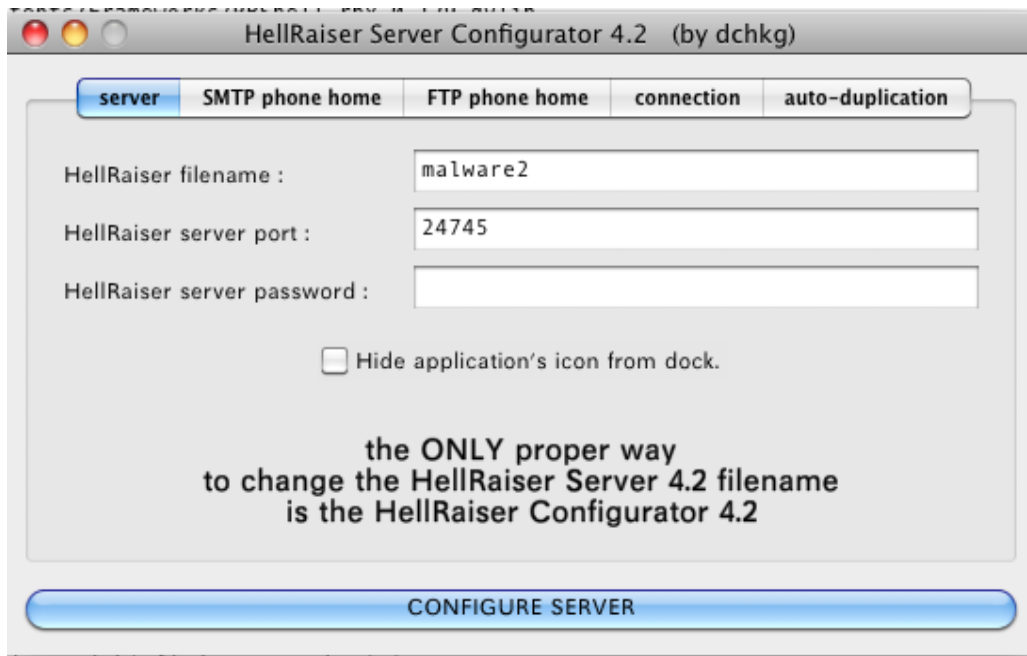 HellRaiser Server Configurator 4.2 (by dchkg)
server SMTP phone home FTP phone home connection auto-duplication
HellRaiser filename : malware2
HellRaiser server port : 24745
HellRaiser server password :
Hide application's icon from dock.
the ONLY proper way
to change the HellRaiser Server 4.2 filename
is the HellRaiser Configurator 4.2
CONFIGURE SERVER